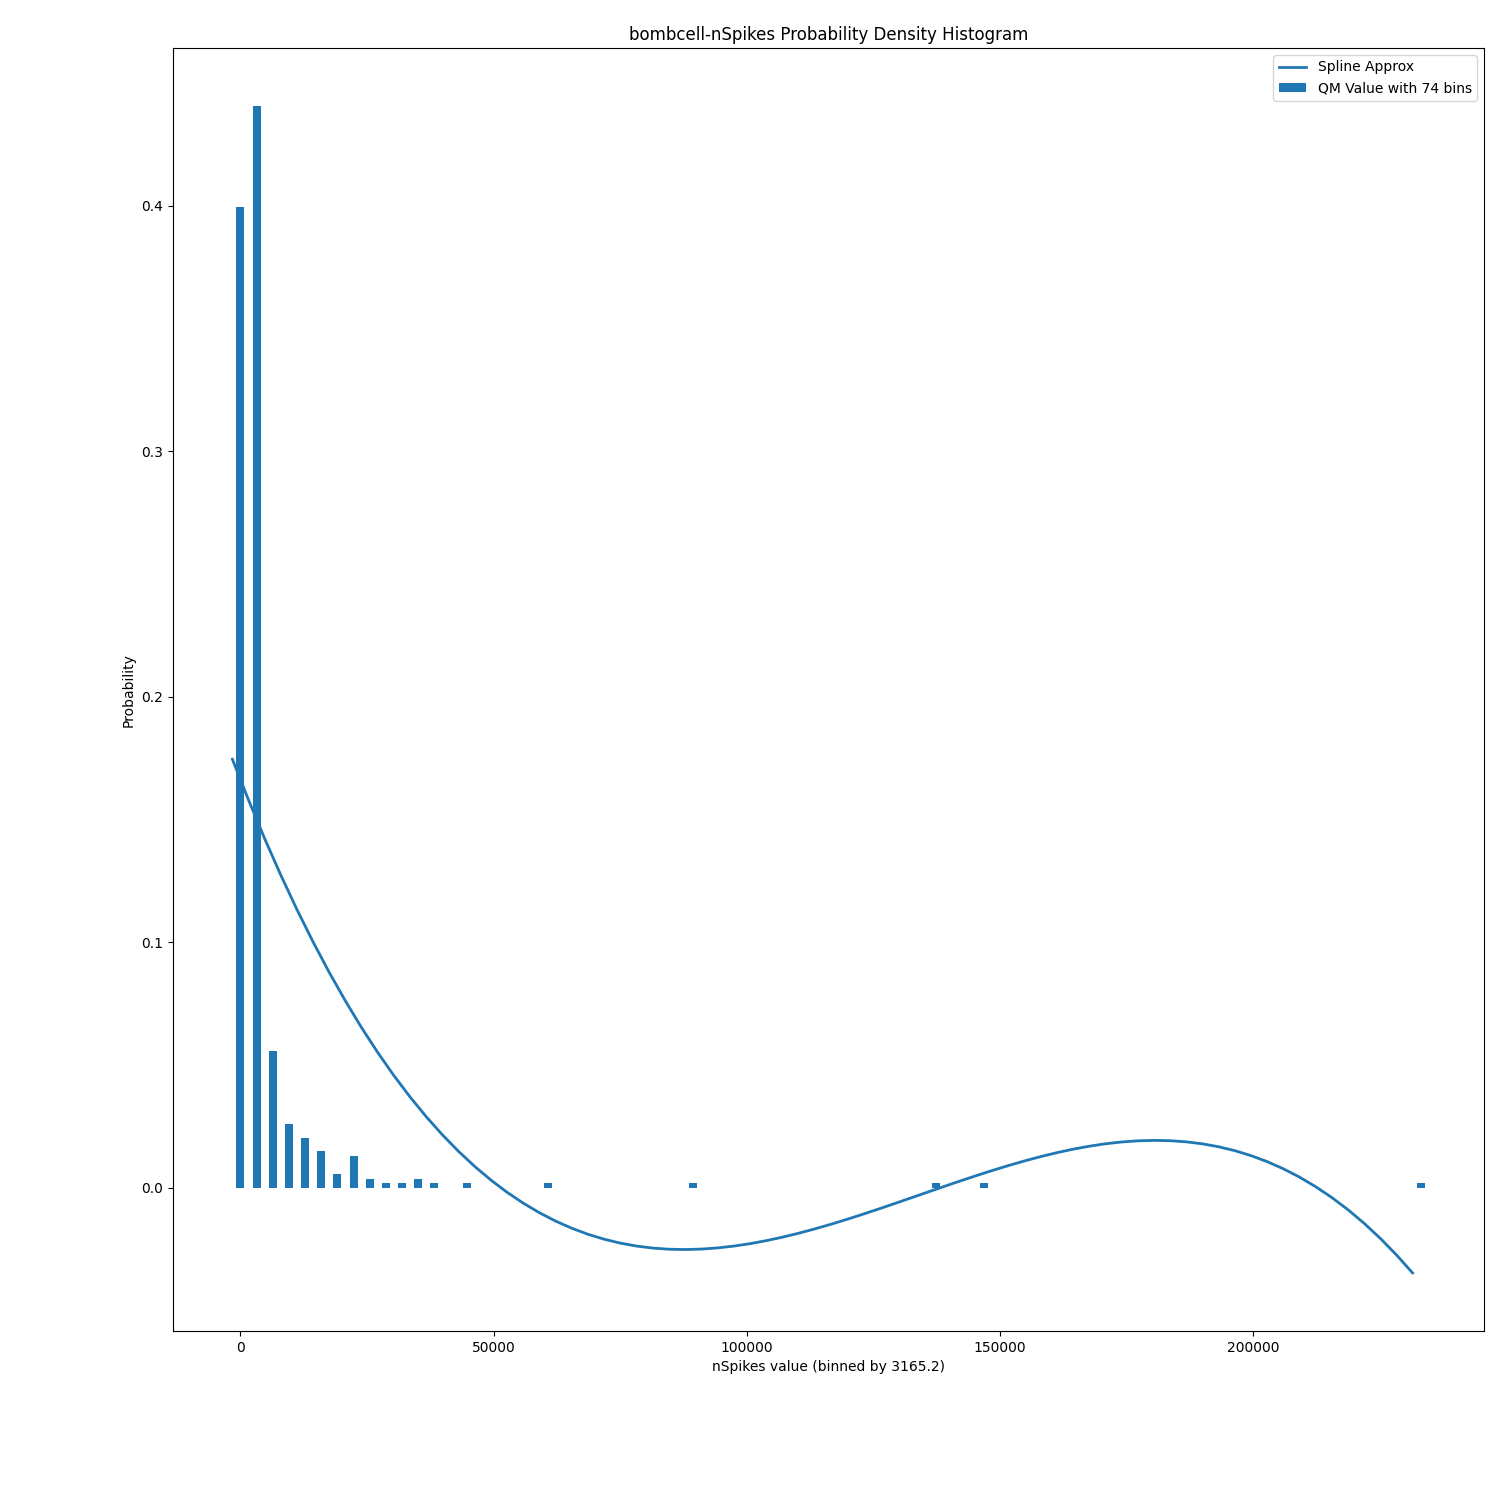 bombcell-nSpikes Probability Density Histogram
Spline Approx
QM Value with 74 bins
0.4
0.3
0.2
0.1
0.0
Probability
0 50000 100000 150000 200000
nSpikes value (binned by 3165.2)